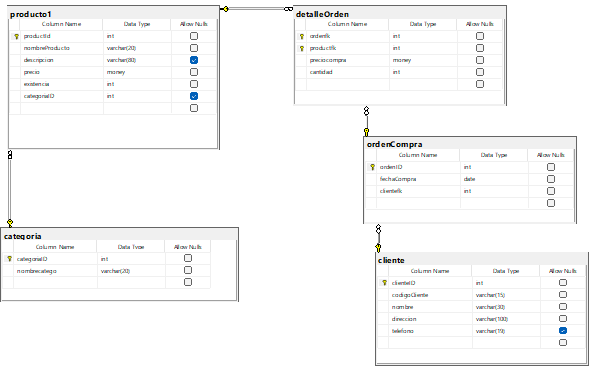 producto1
Column Name Data Type Allow Nulls
productId int
nombreProducto varchar(20)
descripcion varchar(80)
precio money
existencia int
categoriaID int
detalleOrden
Column Name Data Type Allow Nulls
ordenfk int
productfk int
preciocompra money
cantidad int
ordenCompra
Column Name Data Type Allow Nulls
ordenID int
fechaCompra date
clientefk int
categoria
Column Name Data Type Allow Nulls
categoriaID int
nombrecatego varchar(20)
cliente
Column Name Data Type Allow Nulls
clienteID int
codigoCliente varchar(15)
nombre varchar(30)
direccion varchar(100)
telefono varchar(19)